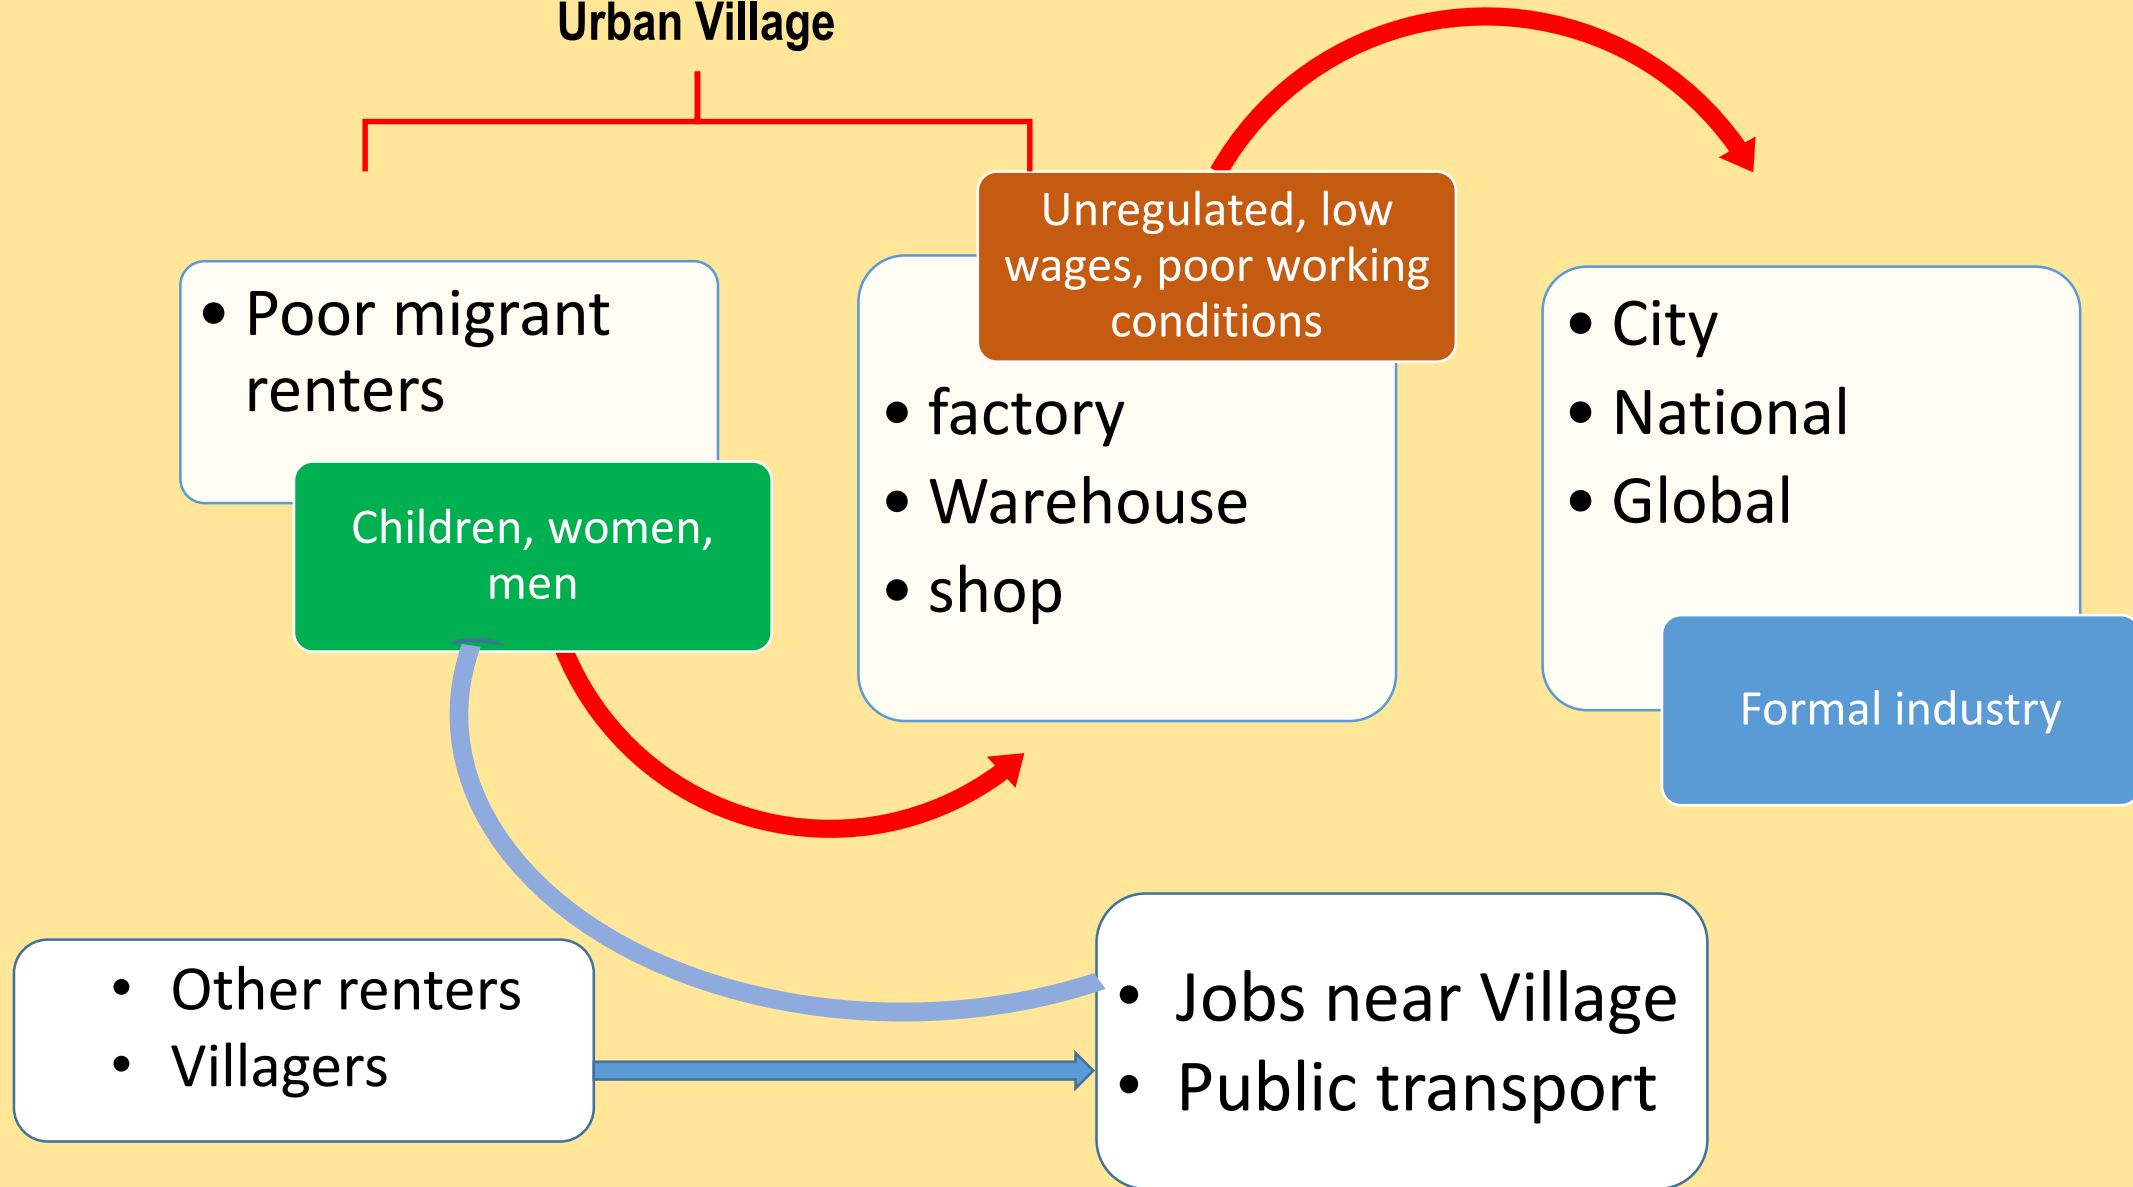 Urban Village
• Poor migrant
renters
Children, women,
men
Unregulated, low
wages, poor working
conditions
• factory
• Warehouse
• shop
• City
• National
• Global
Formal industry
• Other renters
• Villagers
• Jobs near Village
• Public transport